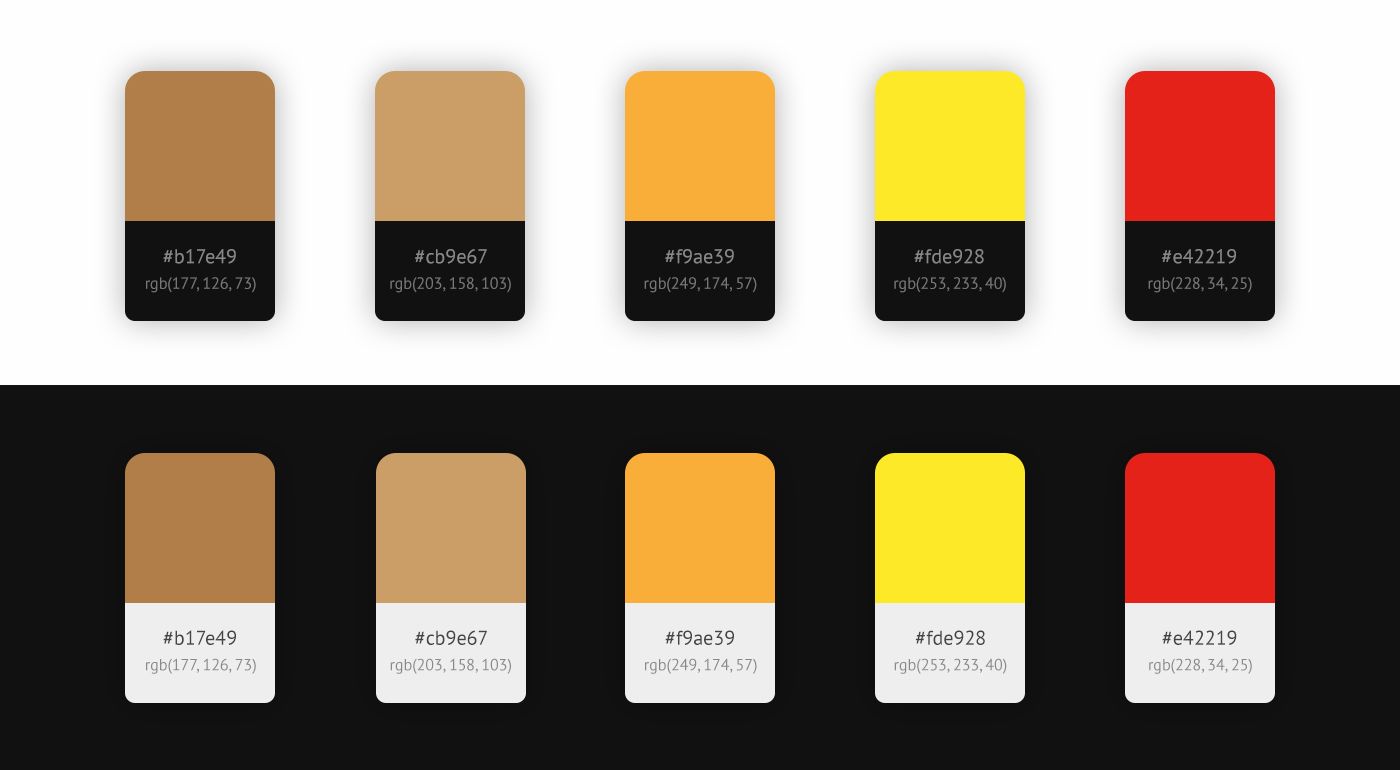 #b17e49
rgb(177, 126, 73)
#cb9e67
rgb(203, 158, 103)
#f9ae39
rgb(249, 174, 57)
#fde928
rgb(253, 233, 40)
#e42219
rgb(228, 34, 25)
#b17e49
rgb(177, 126, 73)
#cb9e67
rgb(203, 158, 103)
#f9ae39
rgb(249, 174, 57)
#fde928
rgb(253, 233, 40)
#e42219
rgb(228, 34, 25)